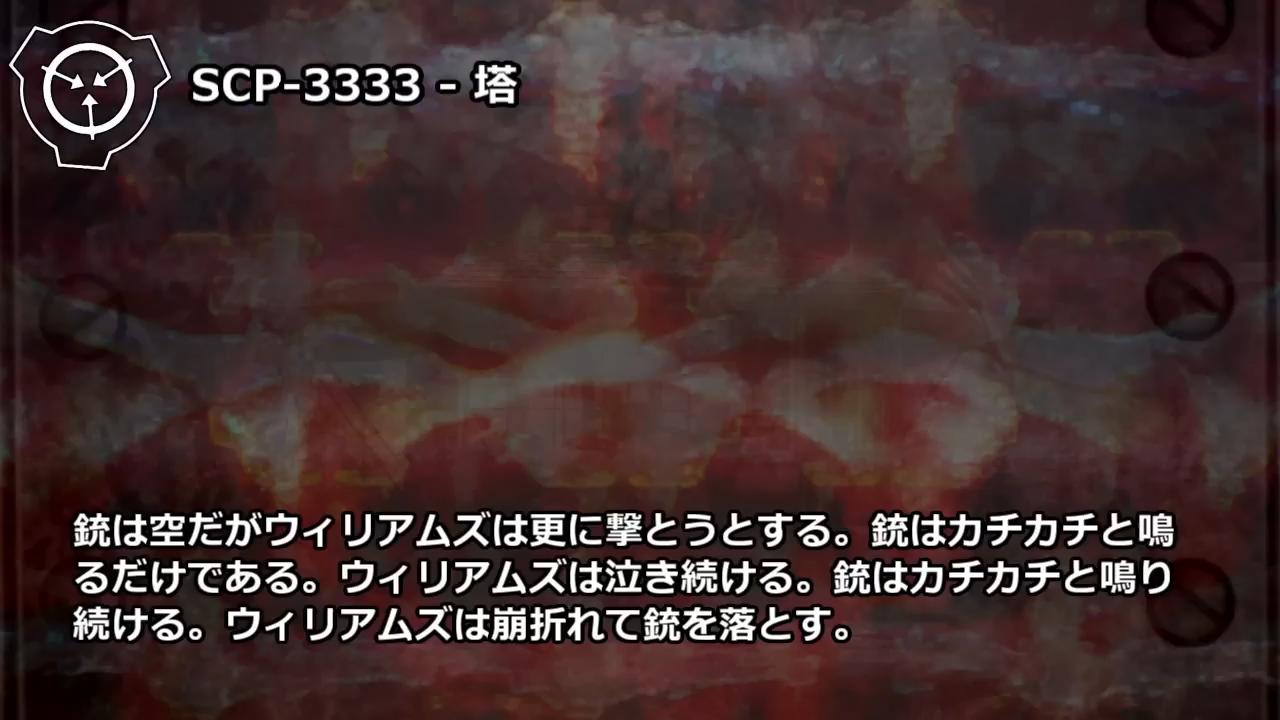 SCP-3333 – 塔
銃は空だがウィリアムズは更に撃とうとする。銃はカチカチと鳴
るだけである。ウィリアムズは泣き続ける。銃はカチカチと鳴り
続ける。ウィリアムズは崩折れて銃を落とす。